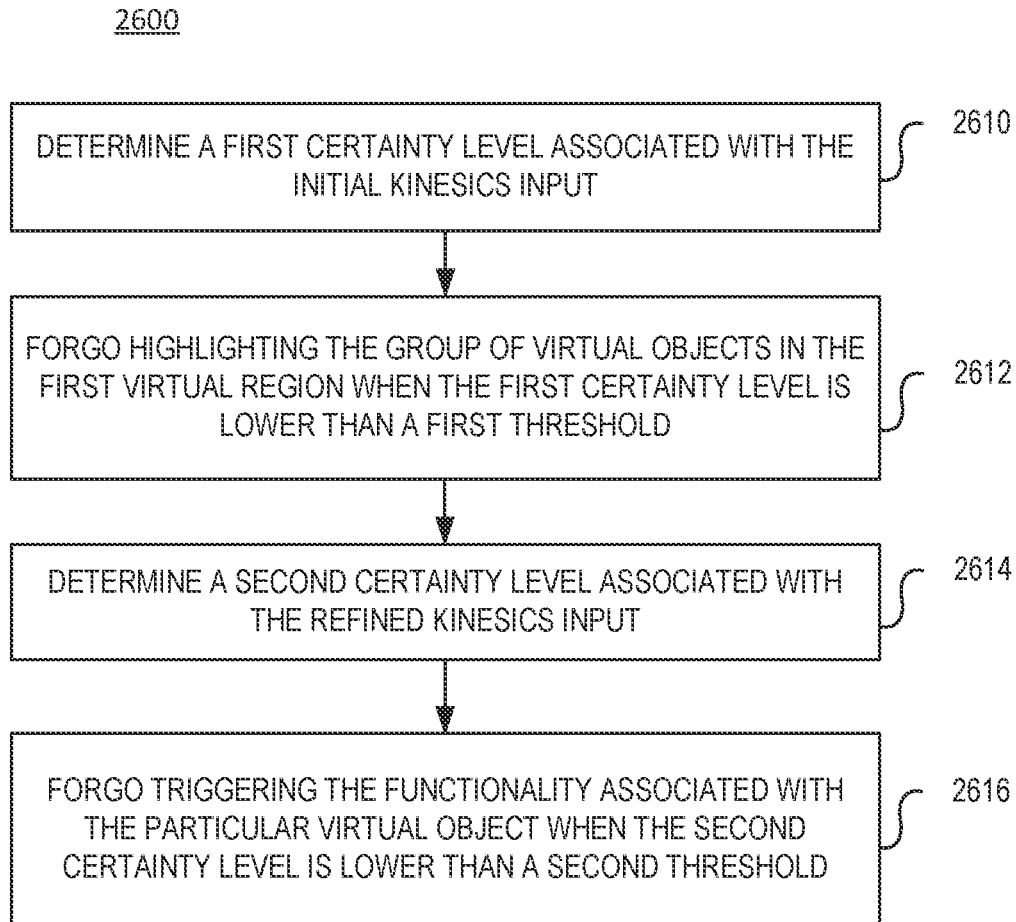 2600
DETERMINE A FIRST CERTAINTY LEVEL ASSOCIATED WITH THE
INITIAL KINESICS INPUT
2610
FORGO HIGHLIGHTING THE GROUP OF VIRTUAL OBJECTS IN THE
FIRST VIRTUAL REGION WHEN THE FIRST CERTAINTY LEVEL IS
LOWER THAN A FIRST THRESHOLD
2612
DETERMINE A SECOND CERTAINTY LEVEL ASSOCIATED WITH
THE REFINED KINESICS INPUT
2614
FORGO TRIGGERING THE FUNCTIONALITY ASSOCIATED WITH
THE PARTICULAR VIRTUAL OBJECT WHEN THE SECOND
CERTAINTY LEVEL IS LOWER THAN A SECOND THRESHOLD
2616